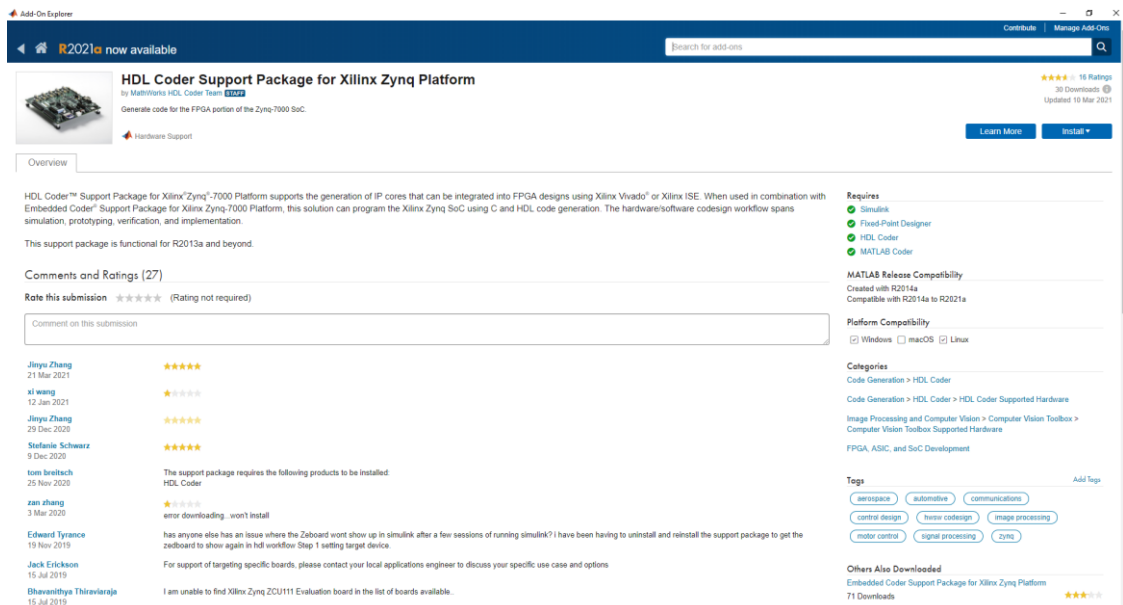 Add-On Explorer
Contribute | Manage Add-Ons
R2021a now available
Search for add-ons
HDL Coder Support Package for Xilinx Zynq Platform
by MathWorks HDL Coder Team STAFF
Generate code for the FPGA portion of the Zynq-7000 SoC.
Hardware Support
16 Ratings
30 Downloads
Updated 10 Mar 2021
Learn More
Install
Overview
HDL Coder™ Support Package for Xilinx®Zynq®-7000 Platform supports the generation of IP cores that can be integrated into FPGA designs using Xilinx Vivado® or Xilinx ISE. When used in combination with
Embedded Coder® Support Package for Xilinx Zynq-7000 Platform, this solution can program the Xilinx Zynq SoC using C and HDL code generation. The hardware/software codesign workflow spans
simulation, prototyping, verification, and implementation.
This support package is functional for R2013a and beyond.
Comments and Ratings (27)
Rate this submission (Rating not required)
Comment on this submission
Jinyu Zhang
21 Mar 2021
xi wang
12 Jan 2021
Jinyu Zhang
29 Dec 2020
Stefanie Schwarz
9 Dec 2020
tom breitsch
25 Nov 2020
The support package requires the following products to be installed:
HDL Coder
zan zhang
3 Mar 2020
error downloading...won't install
Edward Tyrance
19 Nov 2019
has anyone else has an issue where the Zeboard wont show up in simulink after a few sessions of running simulink? i have been having to uninstall and reinstall the support package to get the
zedboard to show again in hdl workflow Step 1 setting target device.
Jack Erickson
15 Jul 2019
For support of targeting specific boards, please contact your local applications engineer to discuss your specific use case and options
Bhavanithya Thiraviaraja
15 Jul 2019
I am unable to find Xilinx Zynq ZCU111 Evaluation board in the list of boards available..
Requires
Simulink
Fixed-Point Designer
HDL Coder
MATLAB Coder
MATLAB Release Compatibility
Created with R2014a
Compatible with R2014a to R2021a
Platform Compatibility
Windows macOS Linux
Categories
Code Generation > HDL Coder
Code Generation > HDL Coder > HDL Coder Supported Hardware
Image Processing and Computer Vision > Computer Vision Toolbox >
Computer Vision Toolbox Supported Hardware
FPGA, ASIC, and SoC Development
Tags
Add Tags
aerospace
automotive
communications
control design
hwsw codesign
image processing
motor control
signal processing
zynq
Others Also Downloaded
Embedded Coder Support Package for Xilinx Zynq Platform
71 Downloads